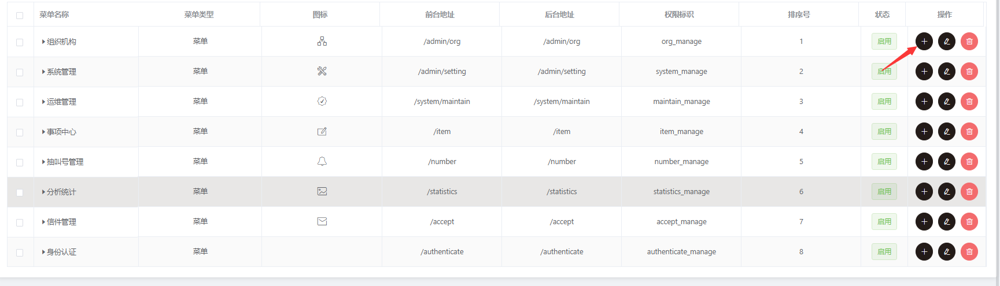 菜单名称 菜单类型 图标 前台地址 后台地址 权限标识 排序号 状态 操作
组织机构 菜单 /admin/org /admin/org org_manage 1 启用
系统管理 菜单 /admin/setting /admin/setting system_manage 2 启用
运维管理 菜单 /system/maintain /system/maintain maintain_manage 3 启用
事项中心 菜单 /item /item item_manage 4 启用
抽叫号管理 菜单 /number /number number_manage 5 启用
分析统计 菜单 /statistics /statistics statistics_manage 6 启用
信件管理 菜单 /accept /accept accept_manage 7 启用
身份认证 菜单 /authenticate /authenticate authenticate_manage 8 启用